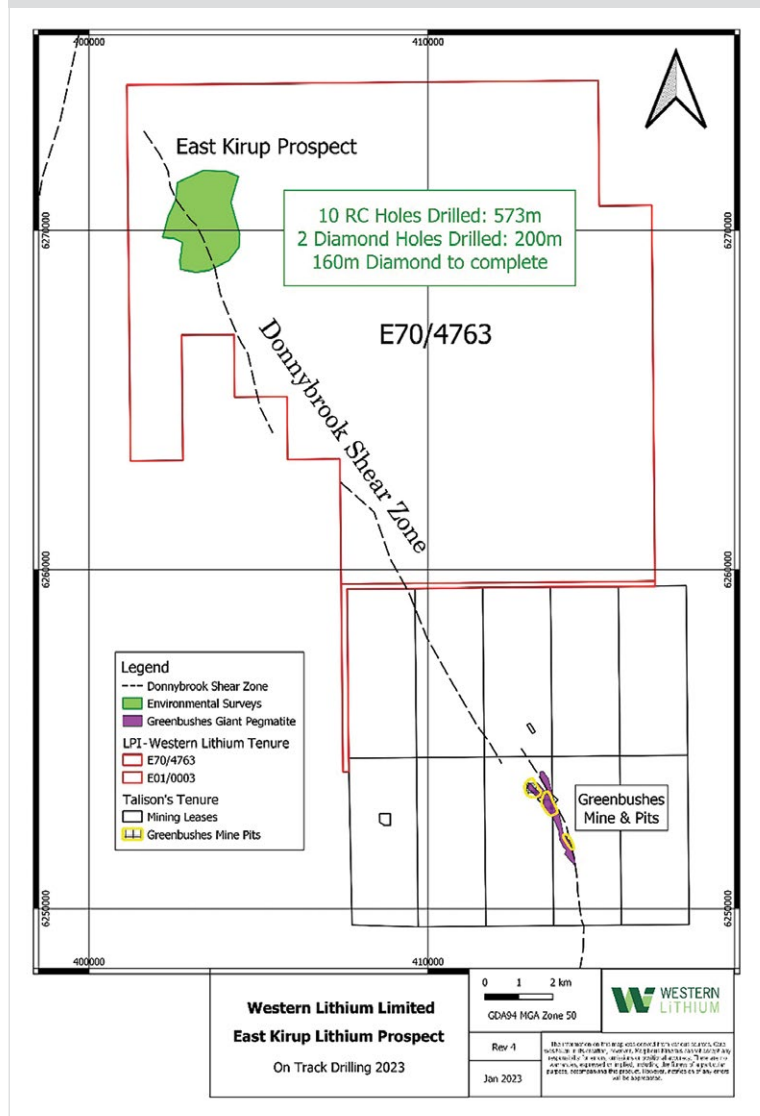 400000
410000
East Kirup Prospect
10 RC Holes Drilled: 573m
2 Diamond Holes Drilled: 200m
160m Diamond to complete
6270000
6270000
E70/4763
Donnybrook Shear Zone
6260000
6260000
Legend
Donnybrook Shear Zone
Environmental Surveys
Greenbushes Giant Pegmatite
LPI-Western Lithium Tenure
E70/4763
E01/0003
Talison's Tenure
Mining Leases
Greenbushes Mine Pits
Greenbushes
Mine & Pits
6250000
6250000
400000
410000
Western Lithium Limited
East Kirup Lithium Prospect
On Track Drilling 2023
0 1 2 km
GDA94 MGA Zone 50
WESTERN
LITHIUM
Rev 4
Jan 2023